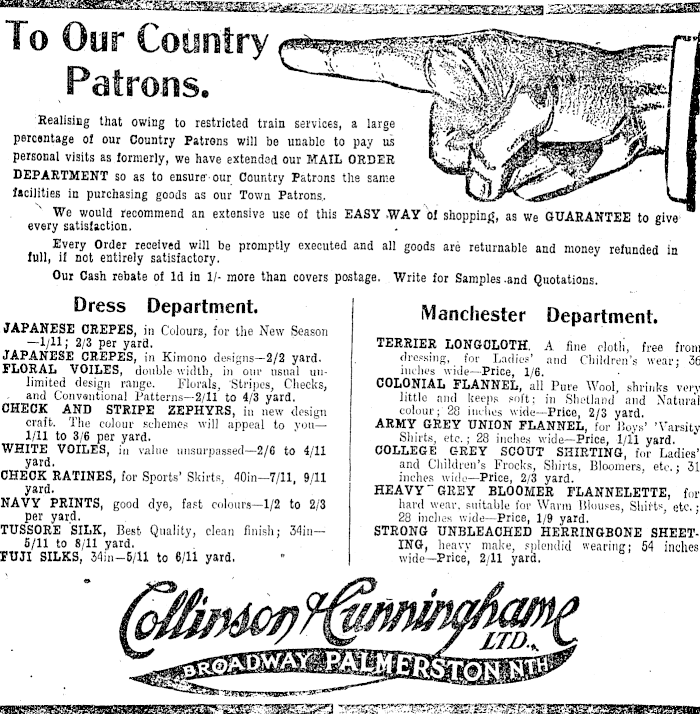 To Our Country
Patrons.
Realising that owing to restricted train services, a large
percentage of our Country Patrons will be unable to pay us
personal visits as formerly, we have extended our MAIL ORDER
DEPARTMENT so as to ensure our Country Patrons the same
facilities in purchasing goods as our Town Patrons.
We would recommend an extensive use of this EASY WAY of shopping, as we GUARANTEE to give
every satisfaction.
Every Order received will be promptly executed and all goods are returnable and money refunded in
full, if not entirely satisfactory.
Our Cash rebate of 1d in 1/- more than covers postage. Write for Samples and Quotations.
Dress Department.
JAPANESE CREPES, in Colours, for the New Season
—1/11; 2/3 per yard.
JAPANESE CREPES, in Kimono designs—2/3 yard.
FLORAL VOILES, double width, in our usual un-
limited design range. Florals, Stripes, Checks,
and Conventional Patterns—2/11 to 4/3 yard.
CHECK AND STRIPE ZEPHYRS, in new design
craft. The colour schemes will appeal to you—
1/11 to 3/6 per yard.
WHITE VOILES, in value unsurpassed—2/6 to 4/11
yard.
CHECK RATINES, for Sports' Skirts, 40in—7/11, 9/11
yard.
NAVY PRINTS, good dye, fast colours—1/2 to 2/3
per yard.
TUSSORE SILK, Best Quality, clean finish; 34in—
5/11 to 8/11 yard.
FUJI SILKS, 34in—5/11 to 6/11 yard.
Manchester Department.
TERRIER LONGCLOTH. A fine cloth, free from
dressing, for Ladies' and Children's wear; 36
inches wide—Price, 1/6.
COLONIAL FLANNEL, all Pure Wool, shrinks very
little and keeps soft; in Shetland and Natural
colour; 28 inches wide—Price, 2/3 yard.
ARMY GREY UNION FLANNEL, for Boys' 'Varsity
Shirts, etc.; 28 inches wide—Price, 1/11 yard.
COLLEGE GREY SCOUT SHIRTING, for Ladies'
and Children's Frocks, Shirts, Bloomers, etc.; 31
inches wide—Price, 2/3 yard.
HEAVY GREY BLOOMER FLANNELETTE, for
hard wear, suitable for Warm Blouses, Shirts, etc.;
28 inches wide—Price, 1/9 yard.
STRONG UNBLEACHED HERRINGBONE SHEET-
ING, heavy make, splendid wearing; 54 inches
wide—Price, 2/11 yard.
Collinson & Cunninghame
LTD.
BROADWAY PALMERSTON NTH